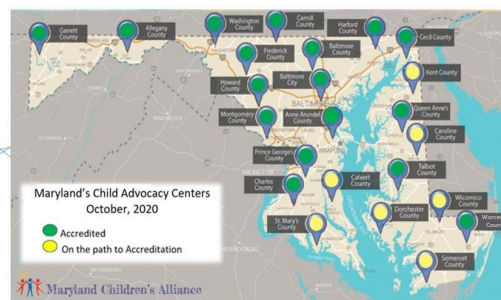 Garrett
County
Allegany
County
Washington
County
Carroll
County
Harford
County
Cecil County
Frederick
County
Baltimore
County
Kent County
Howard
County
Baltimore
City
Montgomery
County
Anne Arundel
County
Queen Anne's
County
Caroline
County
Prince George's
County
Talbot
County
Charles
County
Calvert
County
St. Mary's
County
Dorchester
County
Wicomico
County
County
Somerset
County
Maryland's Child Advocacy Centers
October, 2020
Accredited
On the path to Accreditation
Maryland Children's Alliance